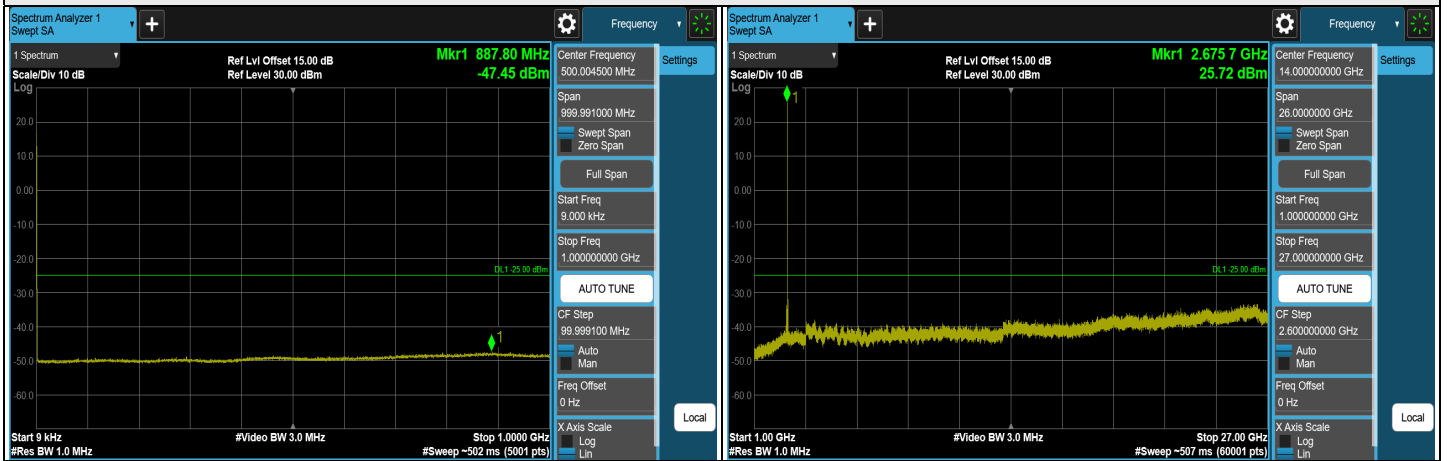 Spectrum Analyzer 1
Swept SA
+
Frequency
1 Spectrum
Scale/Div 10 dB
Log
Ref Lvl Offset 15.00 dB
Ref Level 30.00 dBm
Mkr1 887.80 MHz
-47.45 dBm
20.0
10.0
0.00
-10.0
-20.0
-30.0
-40.0
-50.0
-60.0
DL1 -25.00 dBm
1
Start 9 kHz
#Res BW 1.0 MHz
#Video BW 3.0 MHz
Stop 1.0000 GHz
#Sweep ~502 ms (5001 pts)
Center Frequency
500.004500 MHz
Settings
Span
999.991000 MHz
Swept Span
Zero Span
Full Span
Start Freq
9.000 kHz
Stop Freq
1.000000000 GHz
AUTO TUNE
CF Step
99.999100 MHz
Auto
Man
Freq Offset
0 Hz
X Axis Scale
Log
Lin
Local
Spectrum Analyzer 1
Swept SA
+
Frequency
1 Spectrum
Scale/Div 10 dB
Log
Ref Lvl Offset 15.00 dB
Ref Level 30.00 dBm
Mkr1 2.675 7 GHz
25.72 dBm
1
20.0
10.0
0.00
-10.0
-20.0
-30.0
-40.0
-50.0
-60.0
DL1 -25.00 dBm
Start 1.00 GHz
#Res BW 1.0 MHz
#Video BW 3.0 MHz
Stop 27.00 GHz
#Sweep ~507 ms (60001 pts)
Center Frequency
14.000000000 GHz
Settings
Span
26.0000000 GHz
Swept Span
Zero Span
Full Span
Start Freq
1.000000000 GHz
Stop Freq
27.000000000 GHz
AUTO TUNE
CF Step
2.600000000 GHz
Auto
Man
Freq Offset
0 Hz
X Axis Scale
Log
Lin
Local